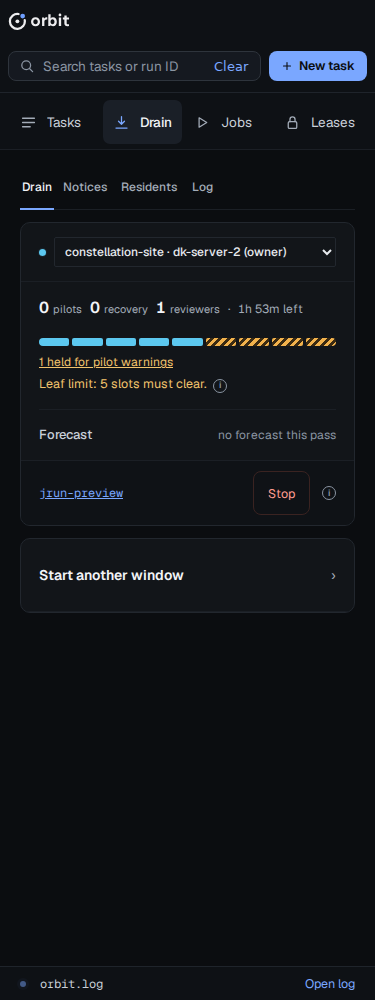 orbit
Search tasks or run ID Clear + New task
Tasks Drain Jobs Leases
Drain Notices Residents Log
constellation-site · dk-server-2 (owner)
0 pilots 0 recovery 1 reviewers · 1h 53m left
1 held for pilot warnings
Leaf limit: 5 slots must clear. i
Forecast no forecast this pass
jrun-preview Stop i
Start another window ›
orbit.log Open log